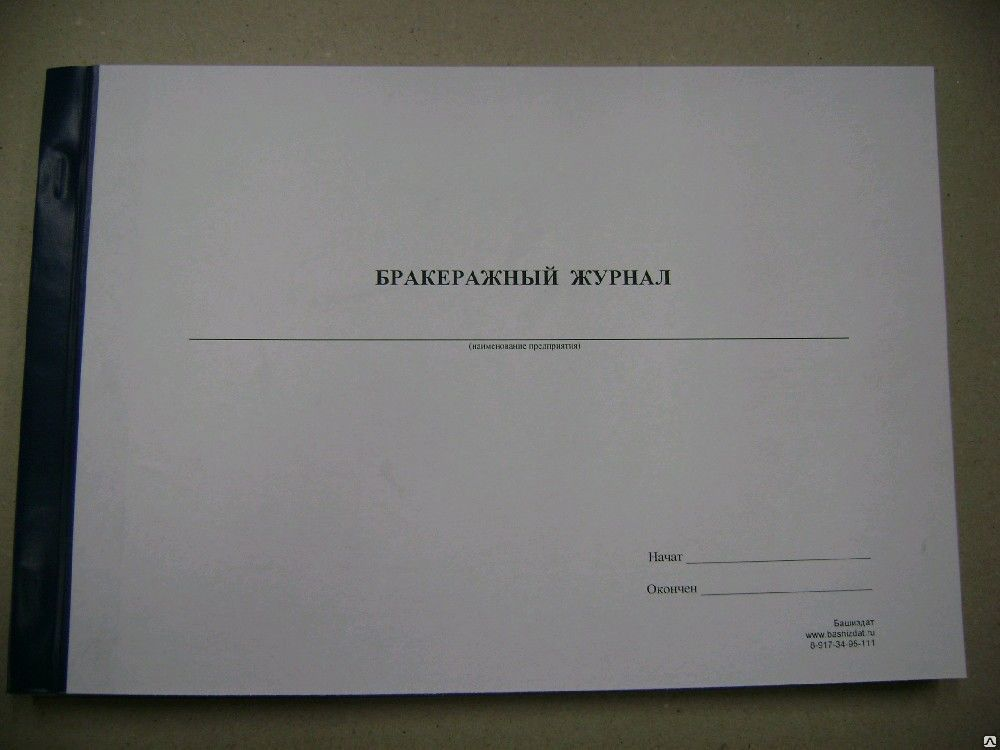 БРАКЕРАЖНЫЙ ЖУРНАЛ
(наименование предприятия)
Начат
Окончен
Башиздат
www.bashizdat.ru
8-917-34-95-111